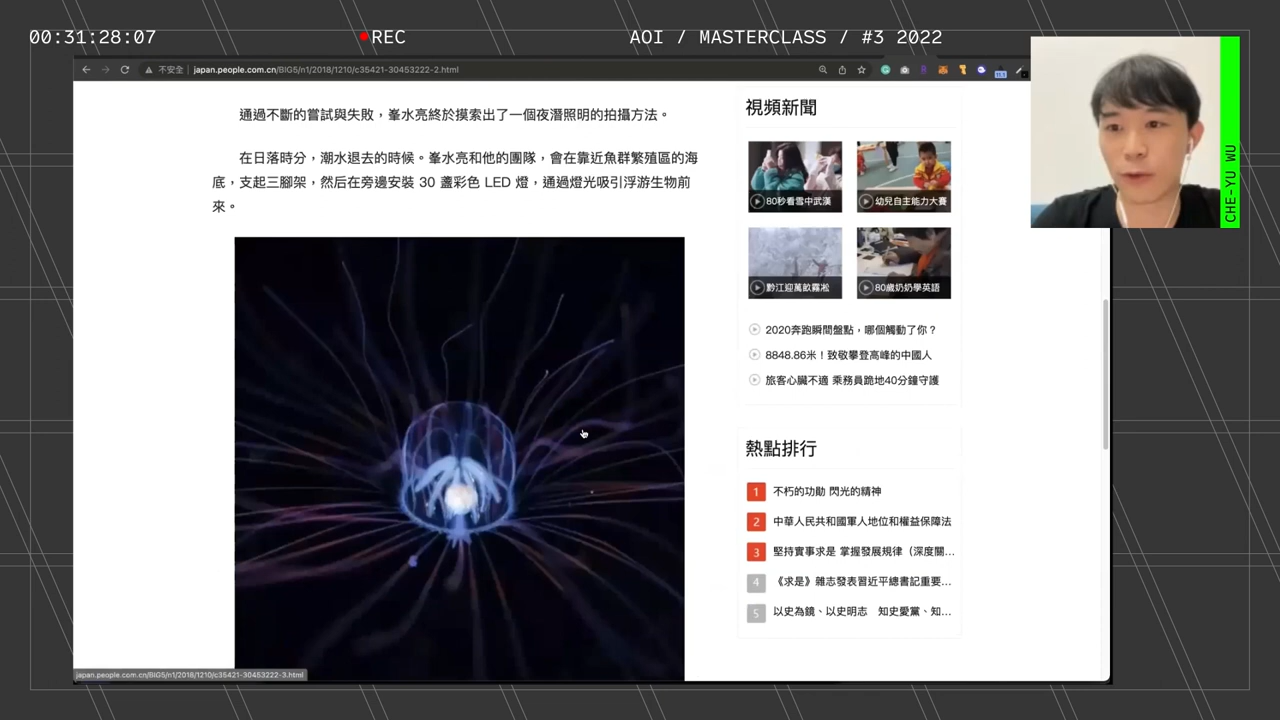 00:31:28:07
REC
AOI / MASTERCLASS / #3 2022
不安全
japan.people.com.cn/BIG5/n1/2018/1210/c35421-30453222-2.html
CHE-YU WU
通過不斷的嘗試與失敗，峯水亮終於摸索出了一個夜潛照明的拍攝方法。
在日落時分，潮水退去的時候。峯水亮和他的團隊，會在靠近魚群繁殖區的海
底，支起三腳架，然后在旁邊安裝 30 盞彩色 LED 燈，通過燈光吸引浮游生物前
來。
視頻新聞
80秒看雪中武漢
幼兒自主能力大賽
黔江迎萬畝霧凇
80歲奶奶學英語
2020奔跑瞬間盤點，哪個觸動了你？
8848.86米！致敬攀登高峰的中國人
旅客心臟不適 乘務員跪地40分鐘守護
熱點排行
1 不朽的功勛 閃光的精神
2 中華人民共和國軍人地位和權益保障法
3 堅持實事求是 掌握發展規律（深度關...
4 《求是》雜志發表習近平總書記重要...
5 以史為鏡、以史明志　知史愛黨、知...
japan.people.com.cn/BIG5/n1/2018/1210/c35421-30453222-3.html